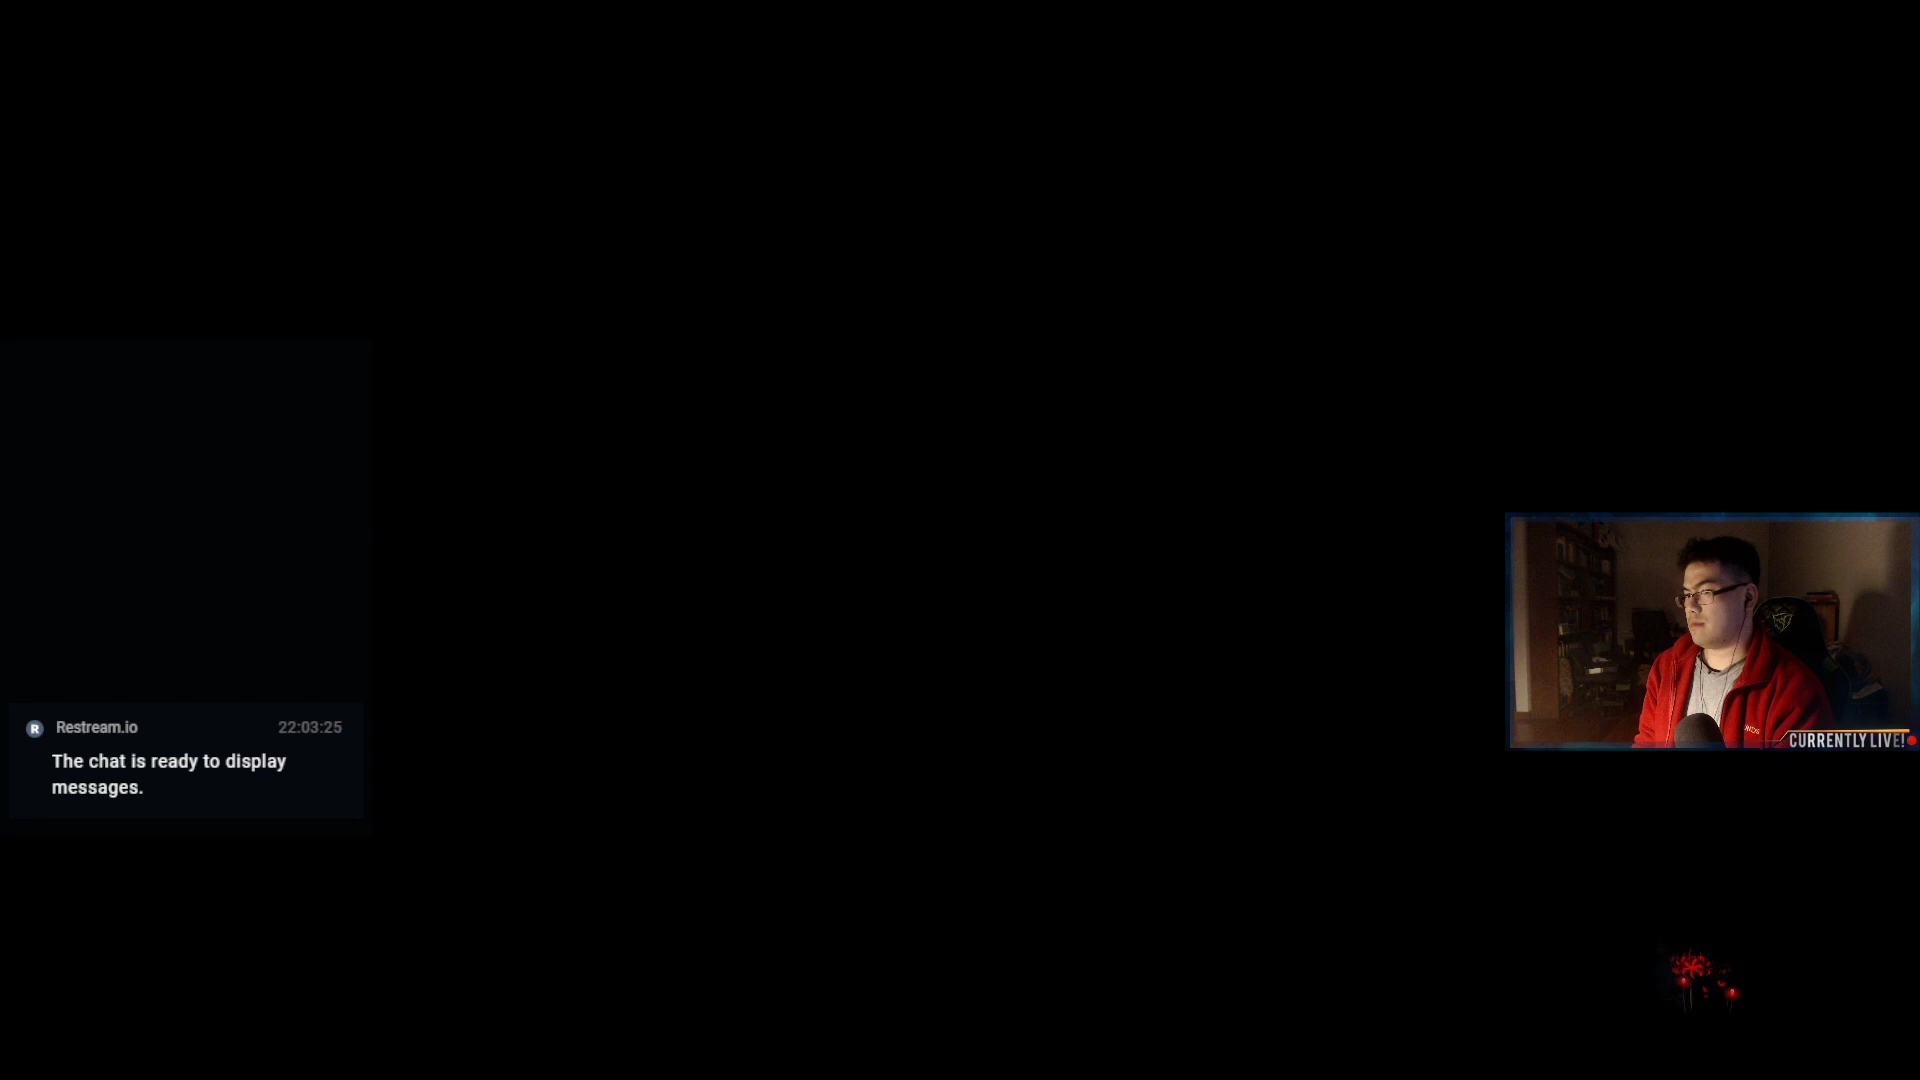 R Restream.io 22:03:25
The chat is ready to display
messages.
CURRENTLY LIVE!